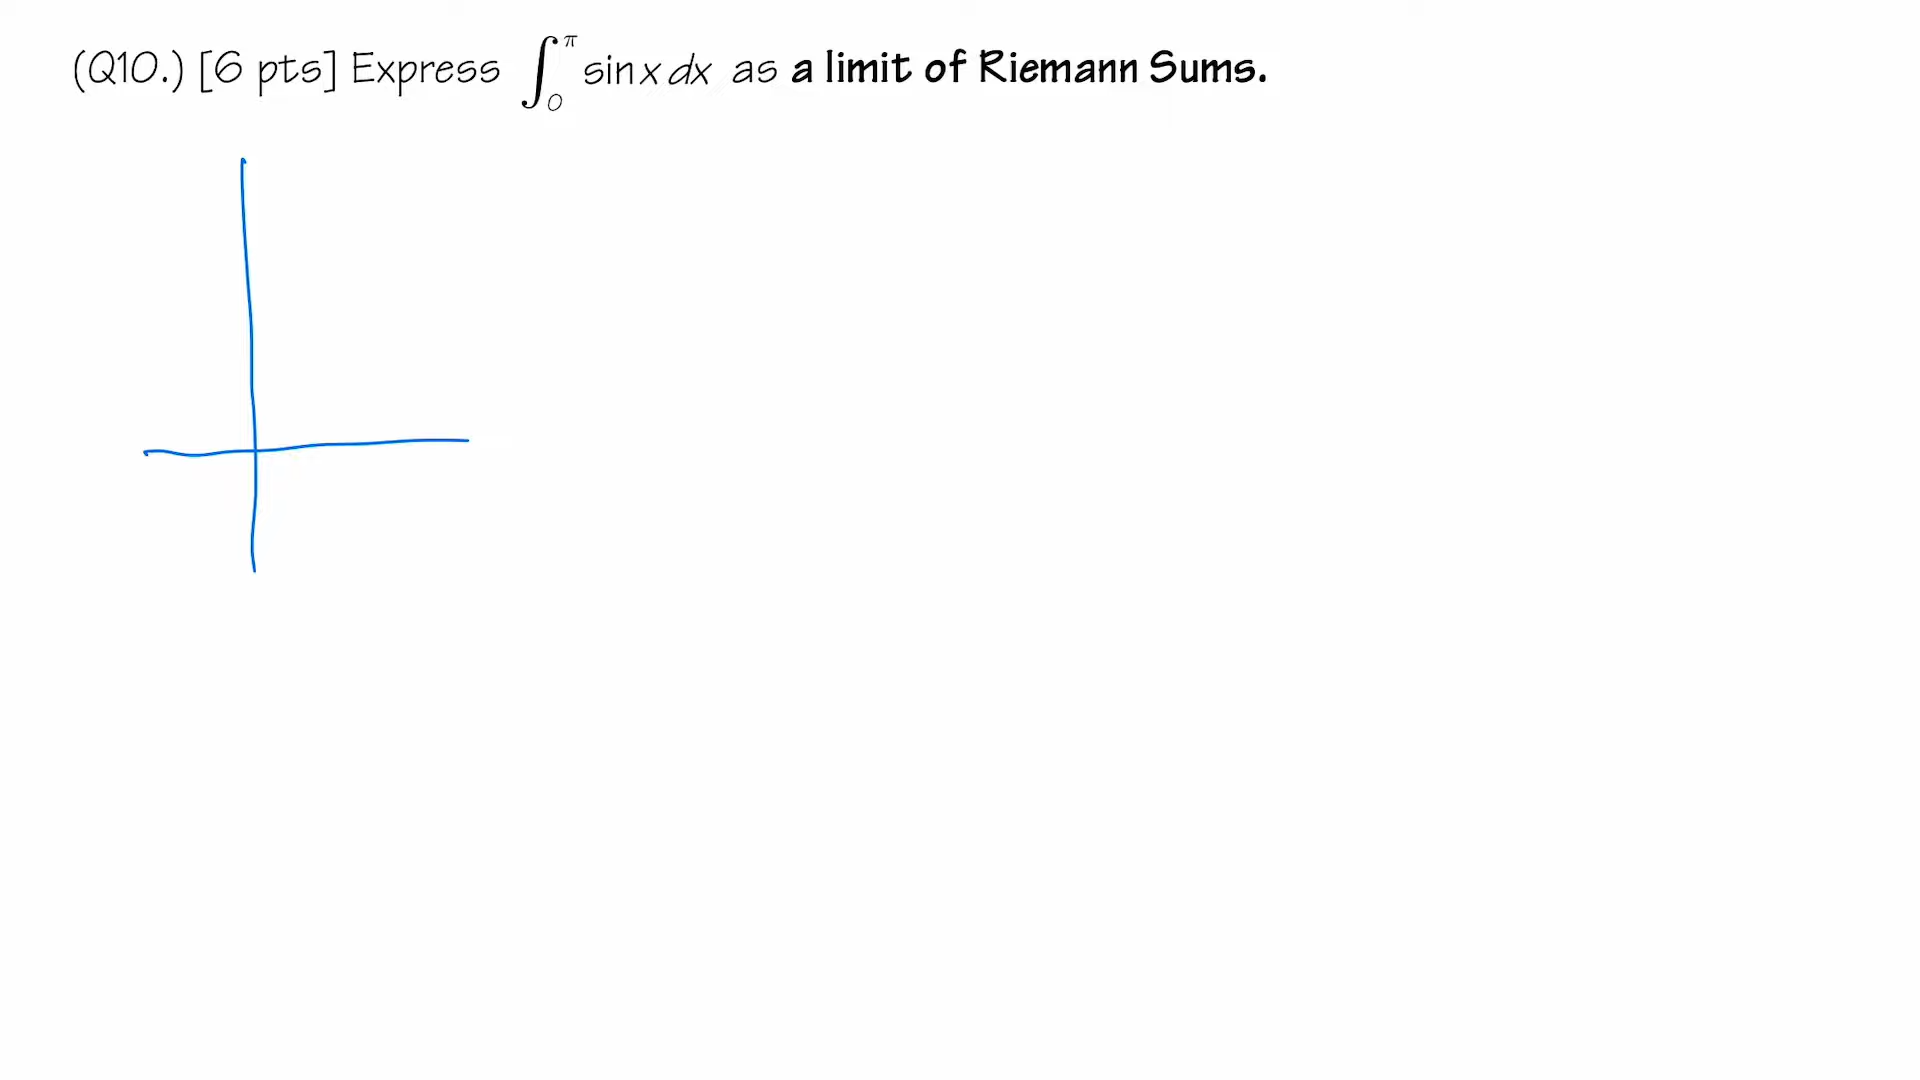 (Q10.) [6 pts] Express ∫₀^π sin x dx as a limit of Riemann Sums.